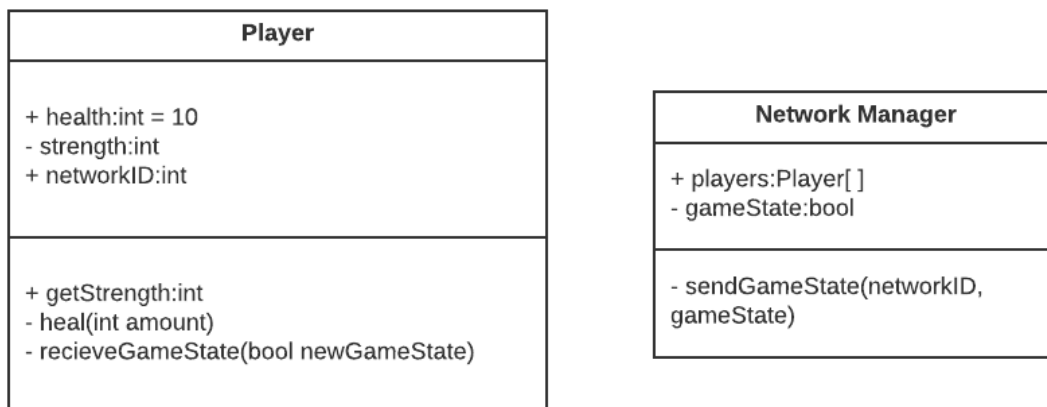 Player
+ health:int = 10
- strength:int
+ networkID:int
+ getStrength:int
- heal(int amount)
- recieveGameState(bool newGameState)
Network Manager
+ players:Player[ ]
- gameState:bool
- sendGameState(networkID,
gameState)